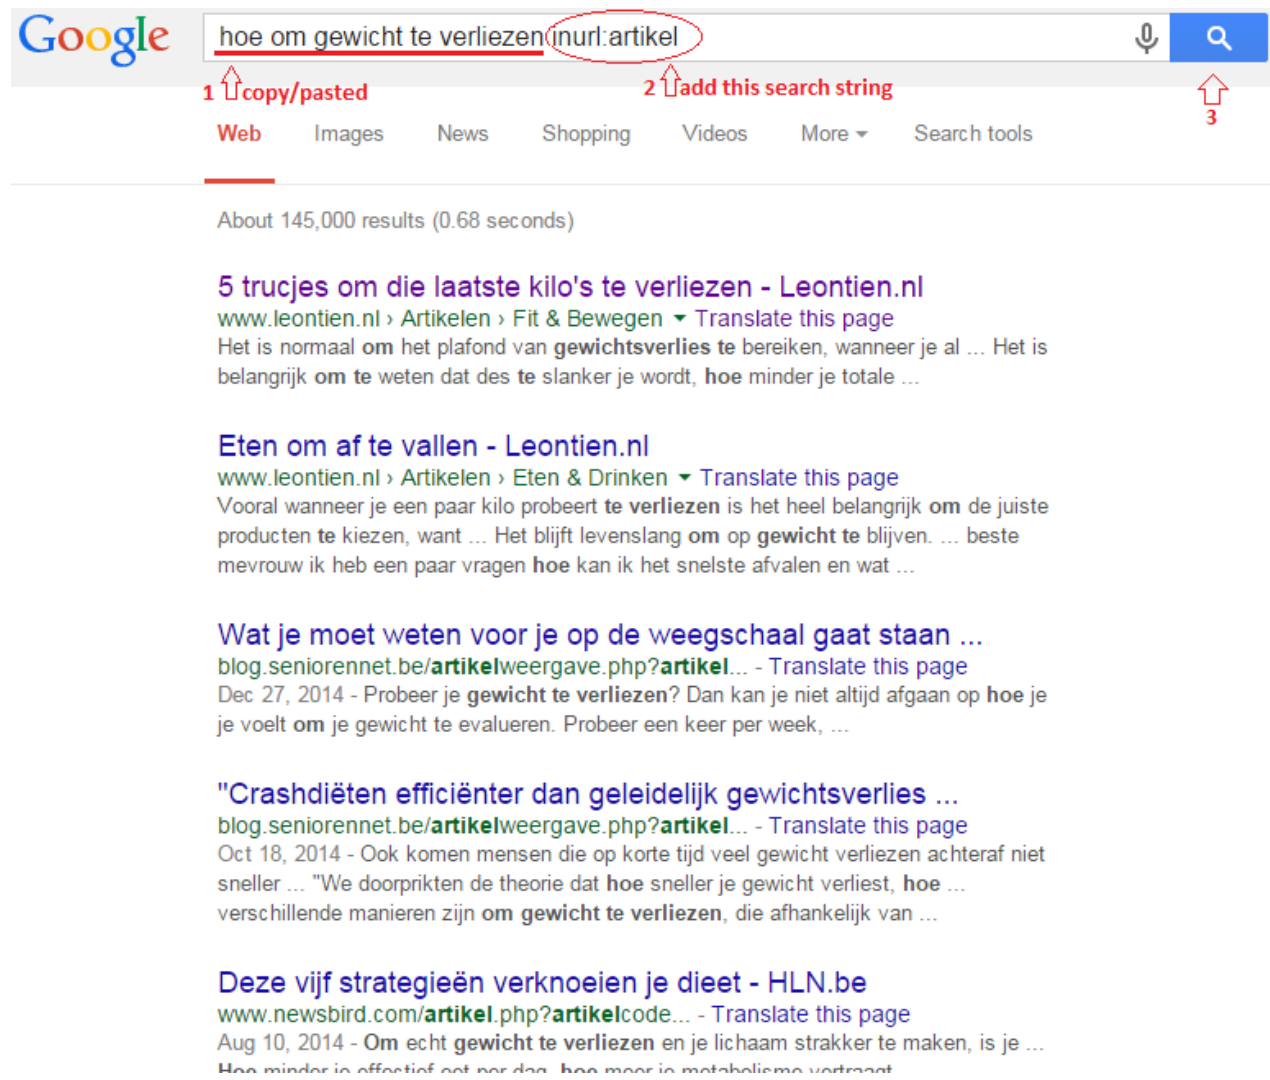 Google hoe om gewicht te verliezen inurl:artikel
1 copy/pasted 2 add this search string 3
Web Images News Shopping Videos More Search tools
About 145,000 results (0.68 seconds)
5 trucjes om die laatste kilo's te verliezen - Leontien.nl
www.leontien.nl › Artikelen › Fit & Bewegen Translate this page
Het is normaal om het plafond van gewichtsverlies te bereiken, wanneer je al ... Het is
belangrijk om te weten dat des te slanker je wordt, hoe minder je totale ...
Eten om af te vallen - Leontien.nl
www.leontien.nl › Artikelen › Eten & Drinken Translate this page
Vooral wanneer je een paar kilo probeert te verliezen is het heel belangrijk om de juiste
producten te kiezen, want ... Het blijft levenslang om op gewicht te blijven. ... beste
mevrouw ik heb een paar vragen hoe kan ik het snelste afvalen en wat ...
Wat je moet weten voor je op de weegschaal gaat staan ...
blog.seniorennet.be/artikelweergave.php?artikel... - Translate this page
Dec 27, 2014 - Probeer je gewicht te verliezen? Dan kan je niet altijd afgaan op hoe je
je voelt om je gewicht te evalueren. Probeer een keer per week, ...
"Crashdiëten efficiënter dan geleidelijk gewichtsverlies ...
blog.seniorennet.be/artikelweergave.php?artikel... - Translate this page
Oct 18, 2014 - Ook komen mensen die op korte tijd veel gewicht verliezen achteraf niet
sneller ... "We doorprikten de theorie dat hoe sneller je gewicht verliest, hoe ...
verschillende manieren zijn om gewicht te verliezen, die afhankelijk van ...
Deze vijf strategieën verknoeien je dieet - HLN.be
www.newsbird.com/artikel.php?artikelcode... - Translate this page
Aug 10, 2014 - Om echt gewicht te verliezen en je lichaam strakker te maken, is je ...
Hoe minder je effectief eet per dag, hoe meer je metabolisme vertraagt